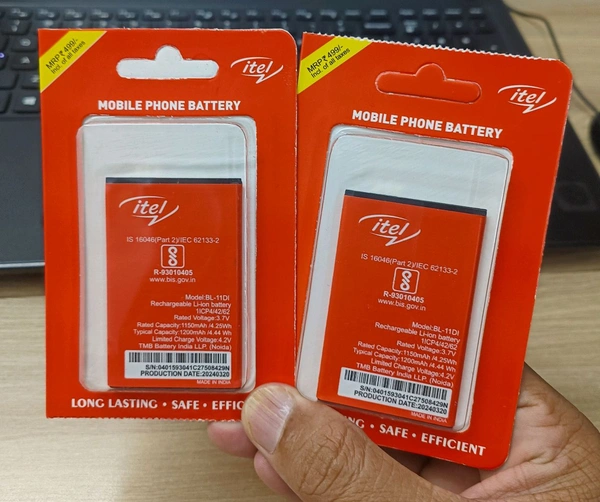 MRP ₹ 499/-
Incl. of all taxes
itel
MOBILE PHONE BATTERY
itel
IS 16046(Part 2)/IEC 62133-2
R-93010405
www.bis.gov.in
Model:BL-11DI
Rechargeable Li-ion battery
1ICP4/42/62
Rated Voltage:3.7V
Rated Capacity:1150mAh/4.25Wh
Typical Capacity:1200mAh/4.44 Wh
Limited Charge Voltage:4.2V
TMB Battery India LLP. (Noida)
S/N:0401593041C27508429N
PRODUCTION DATE:20240320
MADE IN INDIA
LONG LASTING • SAFE • EFFIC
MRP ₹ 499/-
Incl. of all taxes
itel
MOBILE PHONE BATTERY
itel
IS 16046(Part 2)/IEC 62133-2
R-93010405
www.bis.gov.in
Model:BL-11DI
Rechargeable Li-ion battery
1ICP4/42/62
Rated Voltage:3.7V
Rated Capacity:1150mAh/4.25Wh
Typical Capacity:1200mAh/4.44 Wh
Limited Charge Voltage:4.2V
TMB Battery India LLP. (Noida)
S/N:0401593041C27508429N
PRODUCTION DATE:20240320
MADE IN INDIA
NG • SAFE • EFFICIENT